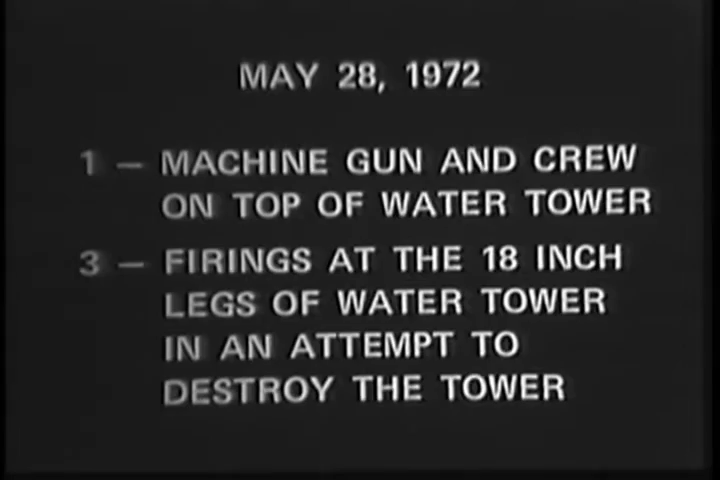 MAY 28, 1972
1 — MACHINE GUN AND CREW
ON TOP OF WATER TOWER
3 — FIRINGS AT THE 18 INCH
LEGS OF WATER TOWER
IN AN ATTEMPT TO
DESTROY THE TOWER